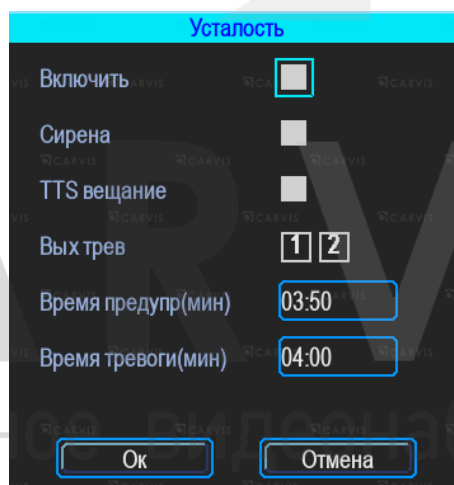 Усталость
Включить
Сирена
TTS вещание
Вых трев 1 2
Время предупр(мин) 03:50
Время тревоги(мин) 04:00
Ок Отмена